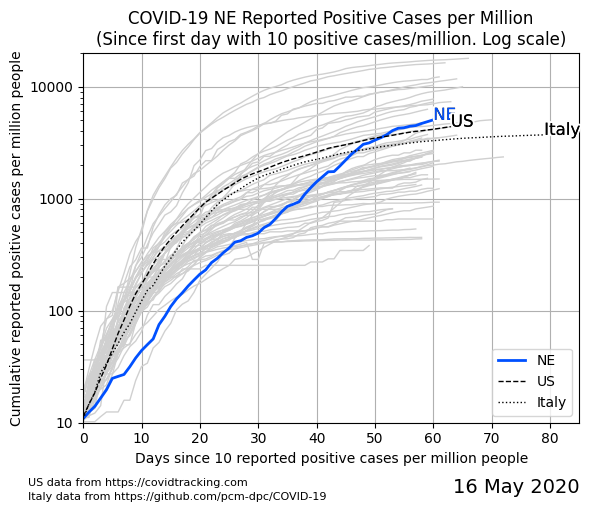 COVID-19 NE Reported Positive Cases per Million
(Since first day with 10 positive cases/million. Log scale)
Cumulative reported positive cases per million people
10000
1000
100
10
NE
US
Italy
NE
US
Italy
0 10 20 30 40 50 60 70 80
Days since 10 reported positive cases per million people
US data from https://covidtracking.com
Italy data from https://github.com/pcm-dpc/COVID-19
16 May 2020